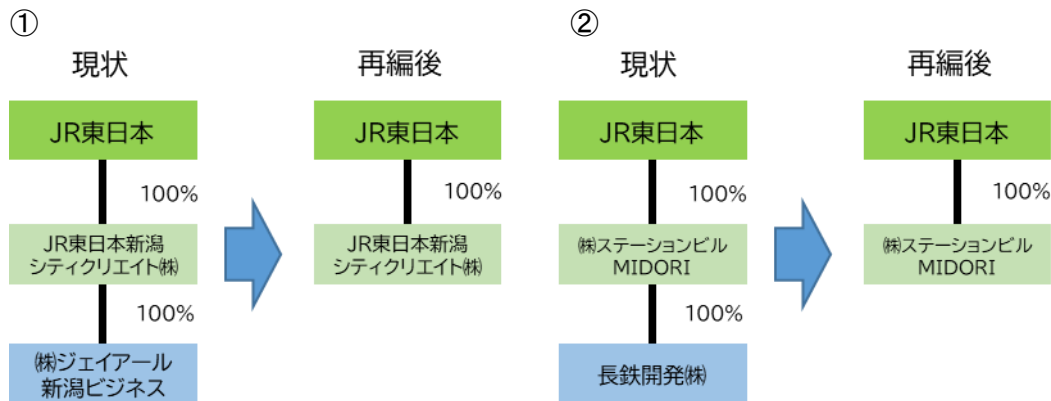 ①
現状
JR東日本
100%
JR東日本新潟
シティクリエイト㈱
100%
㈱ジェイアール
新潟ビジネス
再編後
JR東日本
100%
JR東日本新潟
シティクリエイト㈱
②
現状
JR東日本
100%
㈱ステーションビル
MIDORI
100%
長鉄開発㈱
再編後
JR東日本
100%
㈱ステーションビル
MIDORI